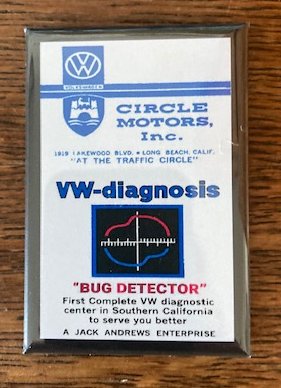 VOLKSWAGEN
CIRCLE
MOTORS,
Inc.
1919 LAKEWOOD BLVD. • LONG BEACH, CALIF.
"AT THE TRAFFIC CIRCLE"
VW-diagnosis
"BUG DETECTOR"
First Complete VW diagnostic
center in Southern California
to serve you better
A JACK ANDREWS ENTERPRISE